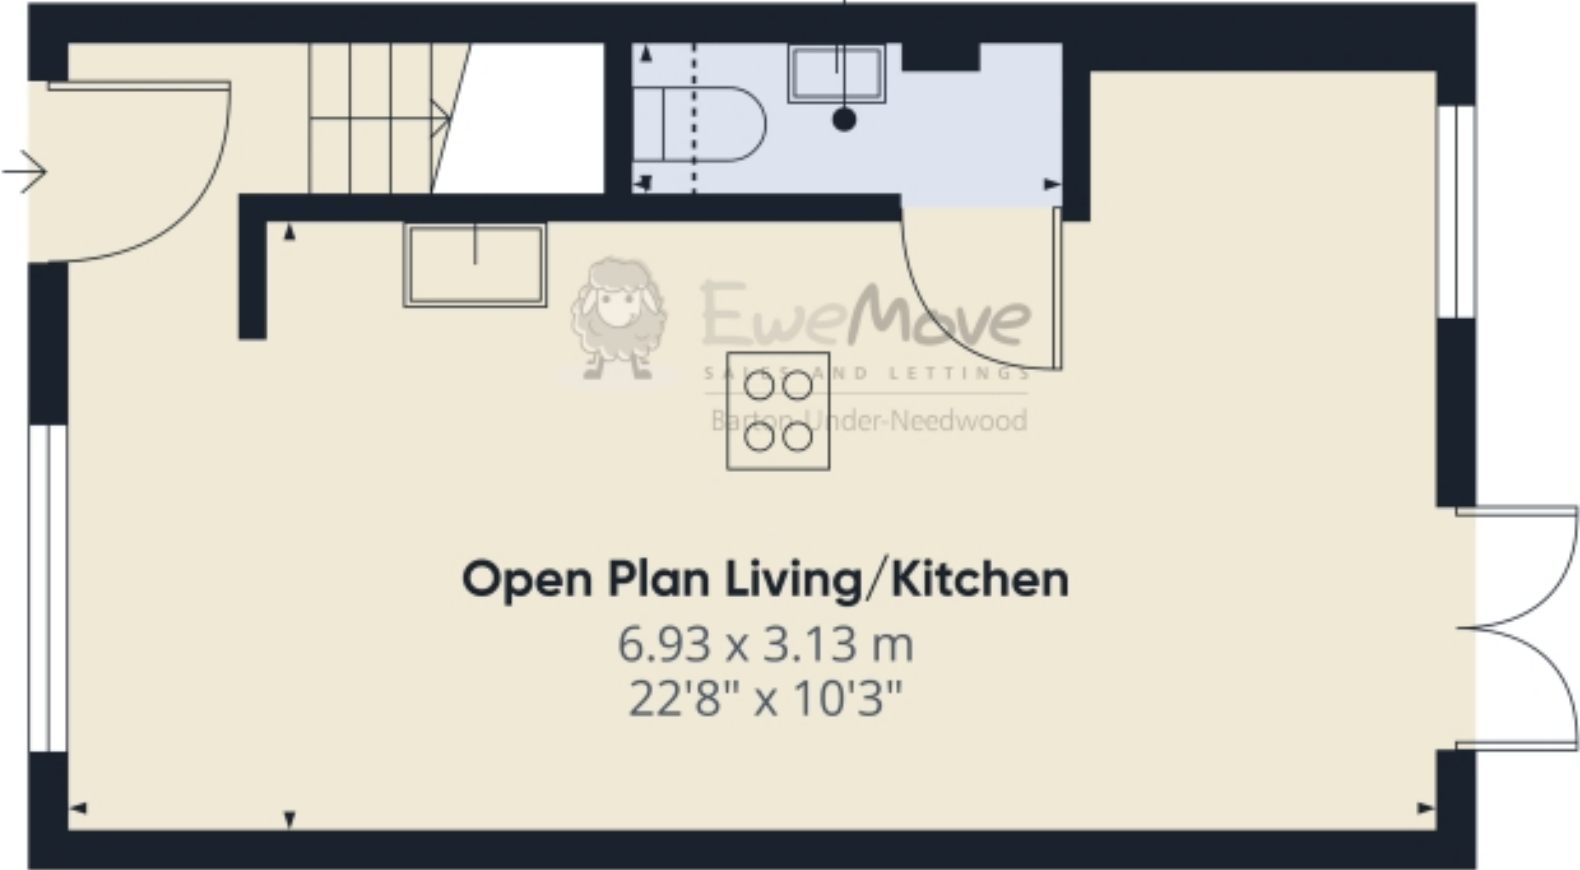 EweMove
SALES AND LETTINGS
Barton-Under-Needwood
Open Plan Living/Kitchen
6.93 x 3.13 m
22'8" x 10'3"